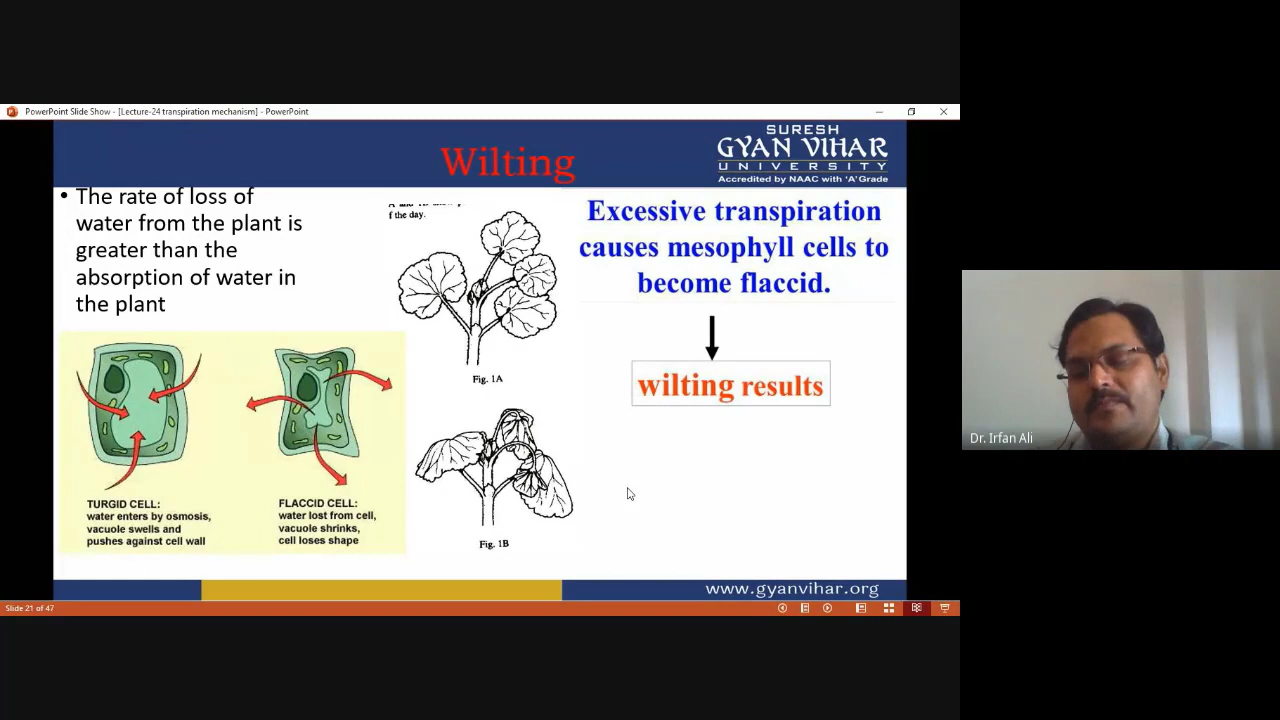 PowerPoint Slide Show - [Lecture-24 transpiration mechanism] - PowerPoint
SURESH
GYAN VIHAR
UNIVERSITY
Accredited by NAAC with 'A' Grade
Wilting
• The rate of loss of
water from the plant is
greater than the
absorption of water in
the plant
f the day.
Fig. 1A
Fig. 1B
Excessive transpiration
causes mesophyll cells to
become flaccid.
wilting results
TURGID CELL:
water enters by osmosis,
vacuole swells and
pushes against cell wall
FLACCID CELL:
water lost from cell,
vacuole shrinks,
cell loses shape
www.gyanvihar.org
Slide 21 of 47
Dr. Irfan Ali